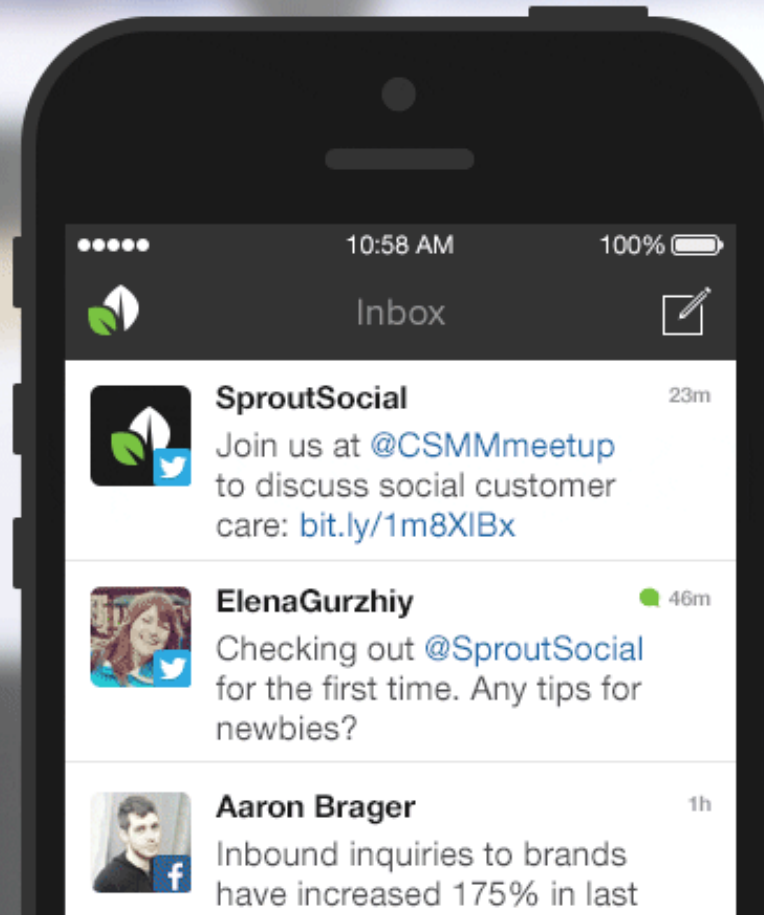 10:58 AM 100%
Inbox
SproutSocial 23m
Join us at @CSMMmeetup
to discuss social customer
care: bit.ly/1m8XlBx
ElenaGurzhiy 46m
Checking out @SproutSocial
for the first time. Any tips for
newbies?
Aaron Brager 1h
Inbound inquiries to brands
have increased 175% in last